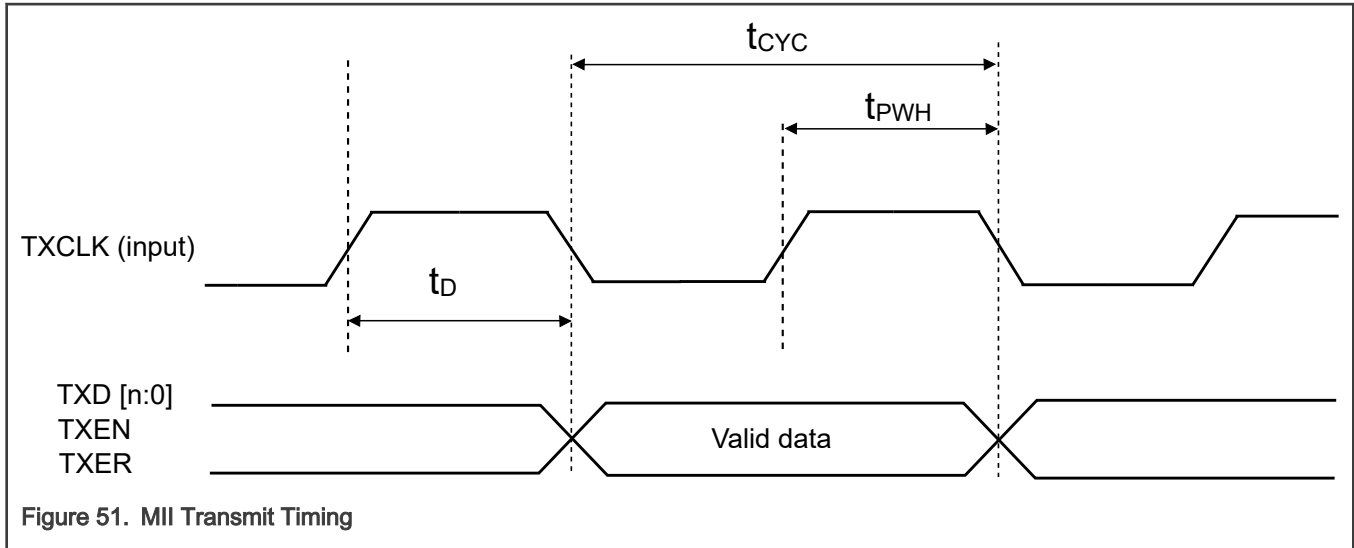 tCYC
tPWH
TXCLK (input)
tD
TXD [n:0]
TXEN
Valid data
TXER
Figure 51. MII Transmit Timing